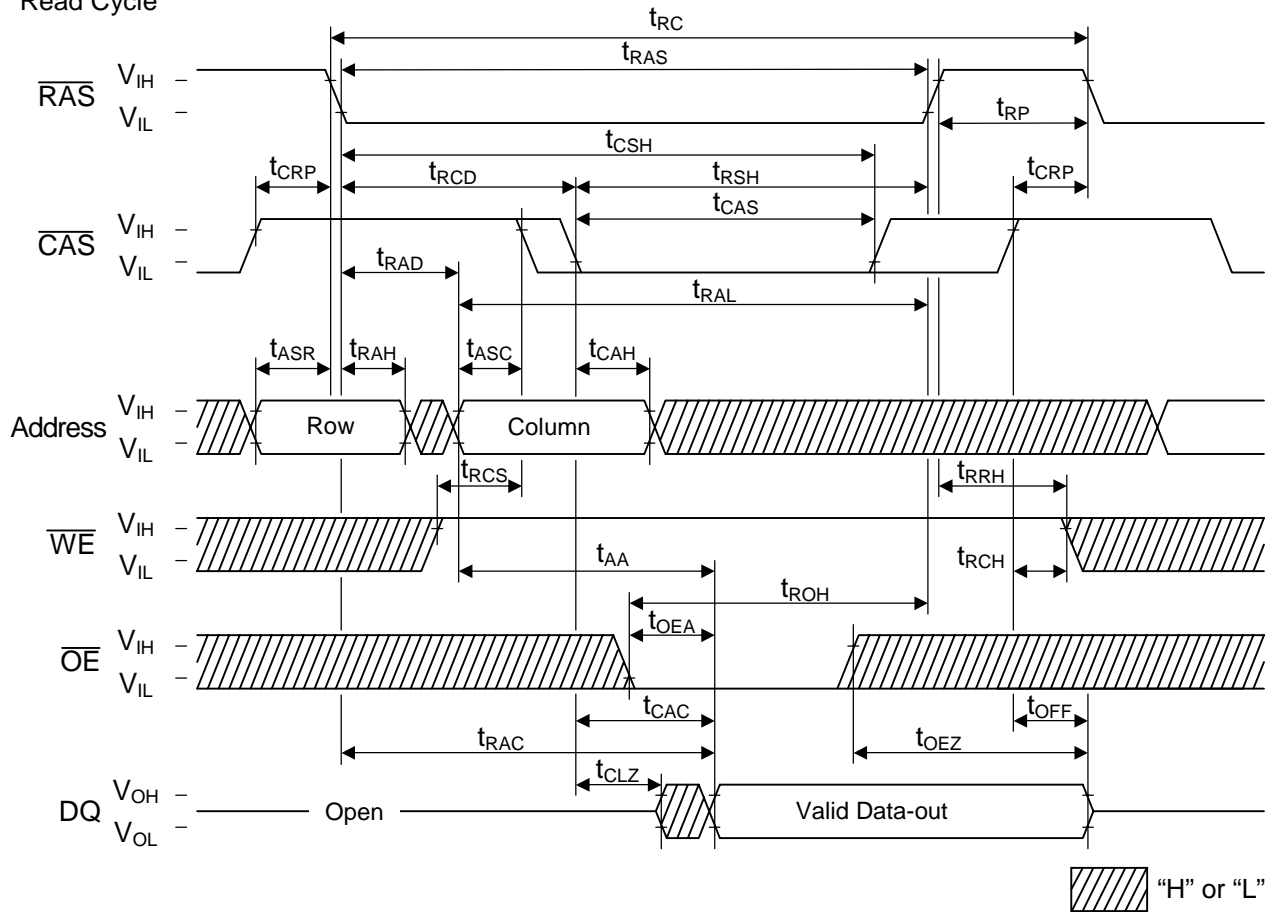 Read Cycle
tRC
tRAS
RAS
VIH
VIL
tRP
tCSH
tCRP
tRCD
tRSH
tCRP
tCAS
CAS
VIH
VIL
tRAD
tRAL
tASR
tRAH
tASC
tCAH
Address
VIH
VIL
Row
Column
tRCS
tRRH
WE
VIH
VIL
tAA
tRCH
tROH
tOEA
OE
VIH
VIL
tCAC
tOFF
tRAC
tOEZ
tCLZ
DQ
VOH
VOL
Open
Valid Data-out
“H” or “L”